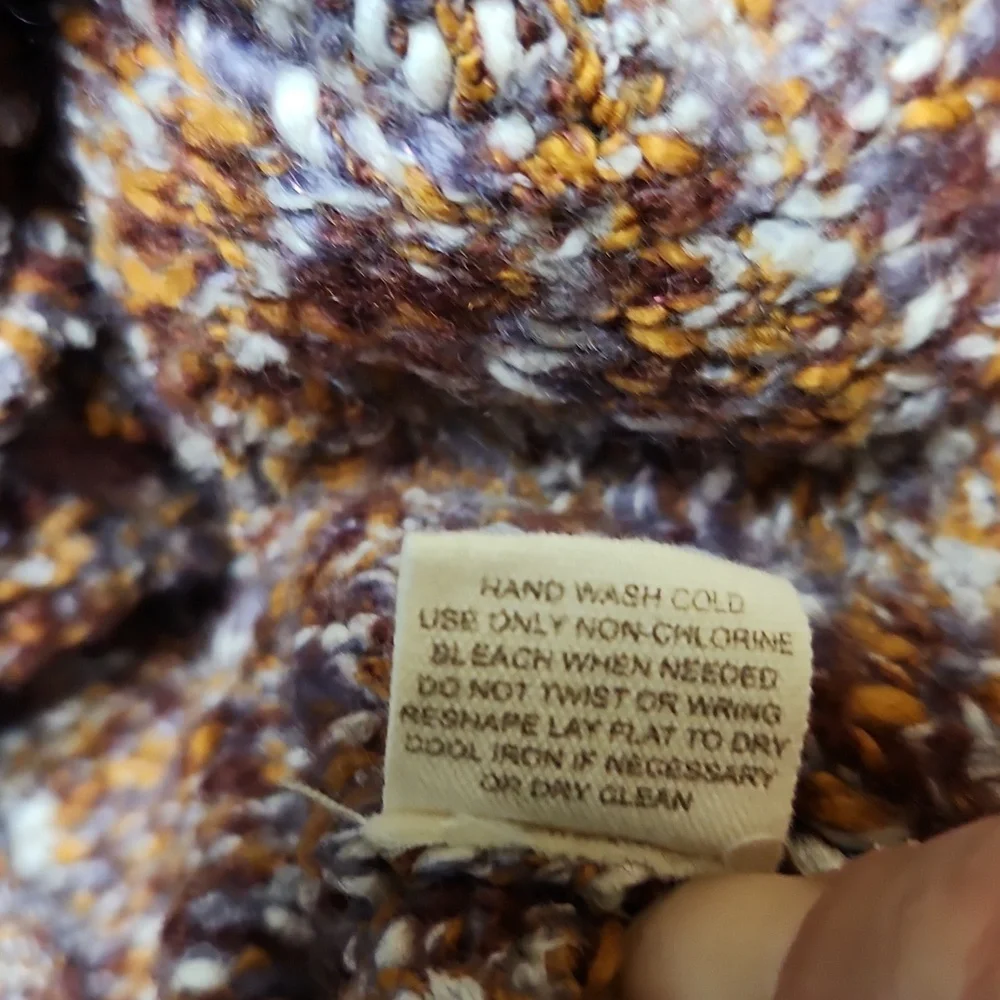 HAND WASH COLD
USE ONLY NON-CHLORINE
BLEACH WHEN NEEDED
DO NOT TWIST OR WRING
RESHAPE LAY FLAT TO DRY
COOL IRON IF NECESSARY
OR DRY CLEAN